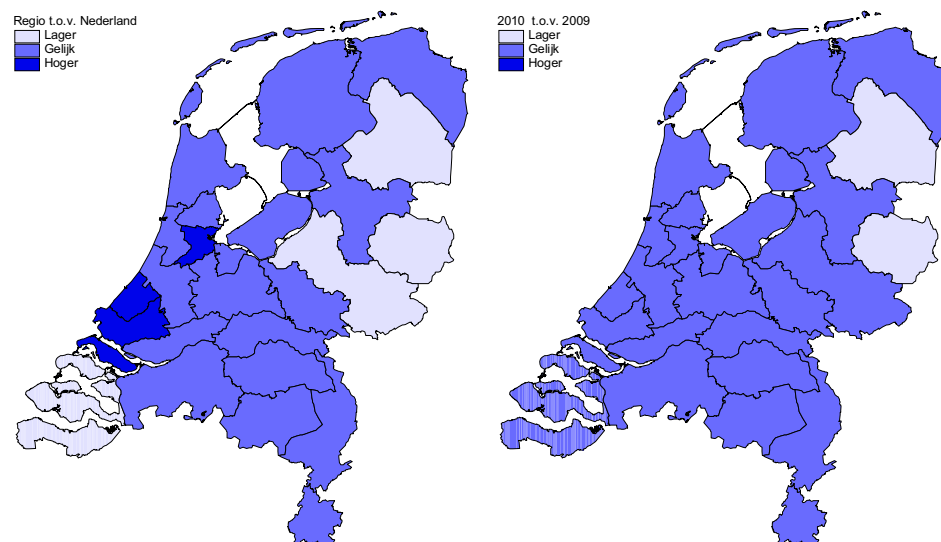 Regio t.o.v. Nederland
Lager
Gelijk
Hoger
2010 t.o.v. 2009
Lager
Gelijk
Hoger